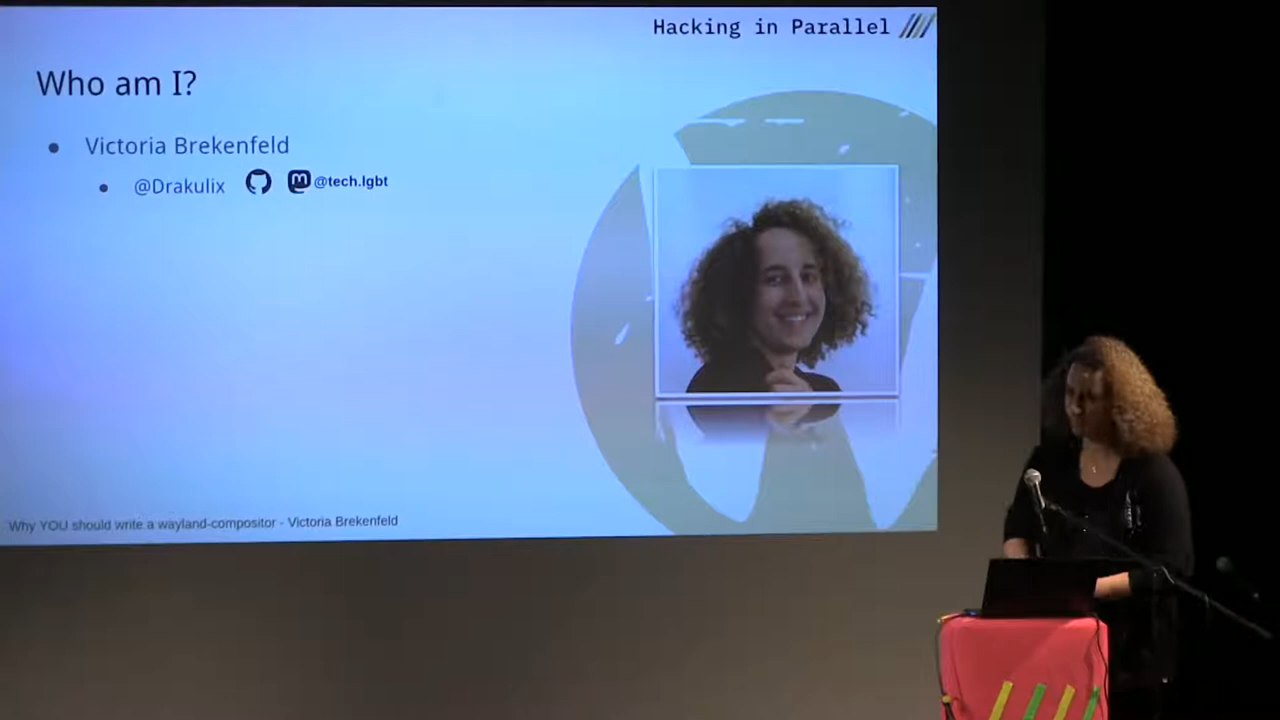 Hacking in Parallel
Who am I?
Victoria Brekenfeld
@Drakulix
@tech.lgbt
Why YOU should write a wayland-compositor - Victoria Brekenfeld